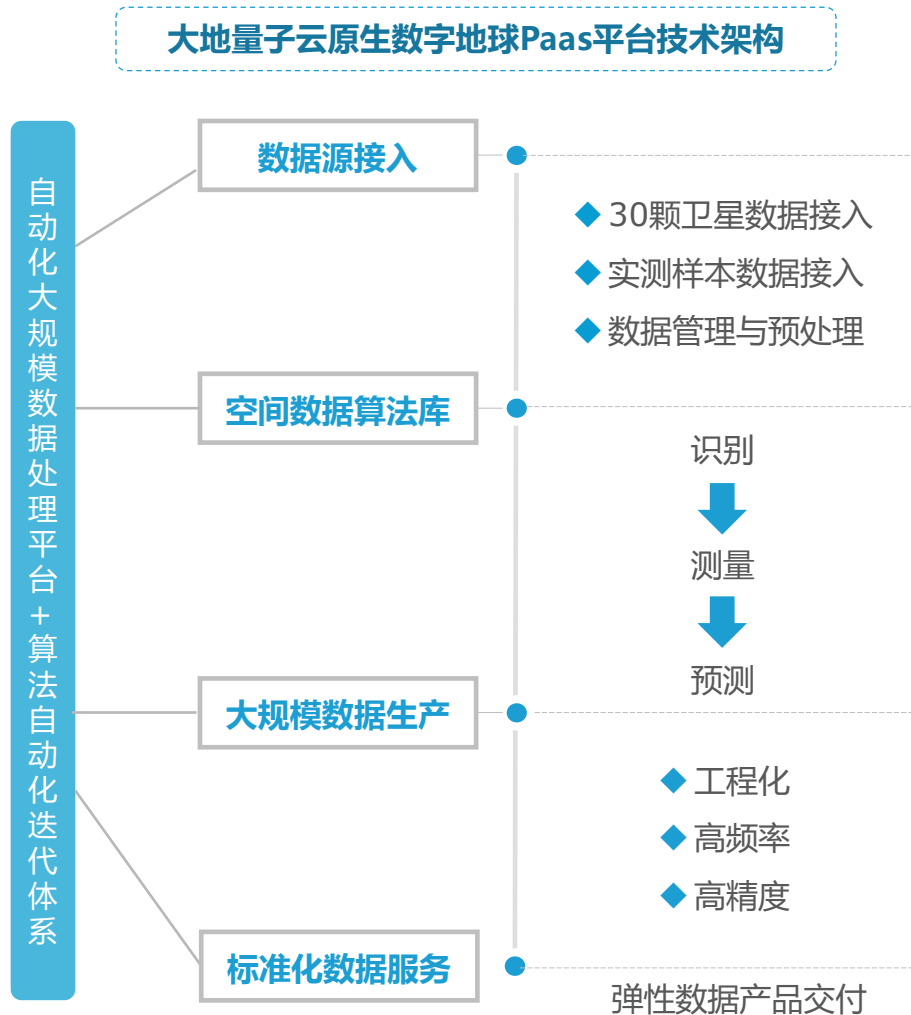 大地量子云原生数字地球Paas平台技术架构
自动化大规模数据处理平台+算法自动化迭代体系
数据源接入
30颗卫星数据接入
实测样本数据接入
数据管理与预处理
空间数据算法库
识别
测量
预测
大规模数据生产
工程化
高频率
高精度
标准化数据服务
弹性数据产品交付